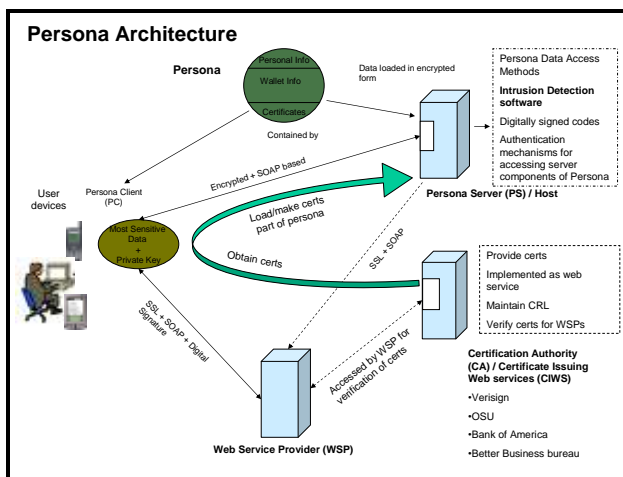 Persona Architecture
Persona
Personal Info
Wallet Info
Certificates
Data loaded in encrypted
form
Contained by
Persona Data Access
Methods
Intrusion Detection
software
Digitally signed codes
Authentication
mechanisms for
accessing server
components of Persona
Persona Server (PS) / Host
User
devices
Persona Client
(PC)
Most Sensitive
Data
+
Private Key
Encrypted + SOAP based
Load/make certs
part of persona
Obtain certs
SSL + SOAP
SSL + SOAP + Digital
Signature
Accessed by WSP for
verification of certs
Web Service Provider (WSP)
Provide certs
Implemented as web
service
Maintain CRL
Verify certs for WSPs
Certification Authority
(CA) / Certificate Issuing
Web services (CIWS)
•Verisign
•OSU
•Bank of America
•Better Business bureau